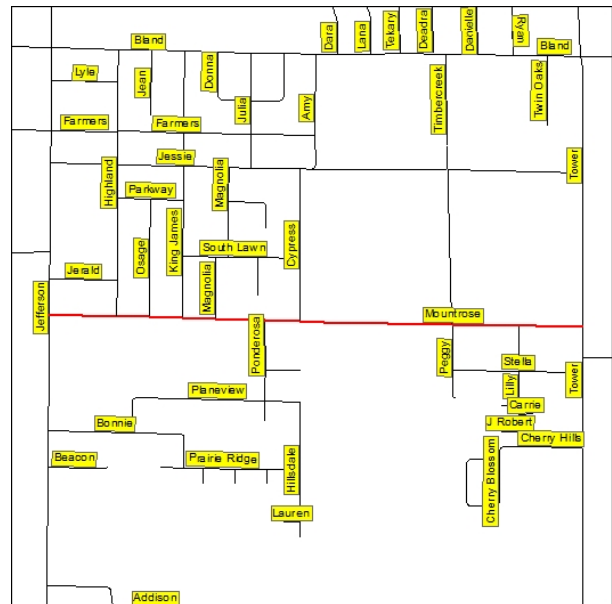 Dara
Lana
Tekary
Deadra
Danielle
Ryan
Bland
Bland
Lyle
Jean
Donna
Julia
Amy
Timbercreek
Twin Oaks
Farmers
Farmers
Jessie
Highland
Parkway
Magnolia
Tower
Osage
King James
South Lawn
Cypress
Jerald
Magnolia
Jefferson
Mountrose
Ponderosa
Peggy
Stella
Lilly
Tower
Planeview
Carrie
Bonnie
J Robert
Cherry Hills
Beacon
Prairie Ridge
Hillsdale
Cherry Blossom
Lauren
Addison